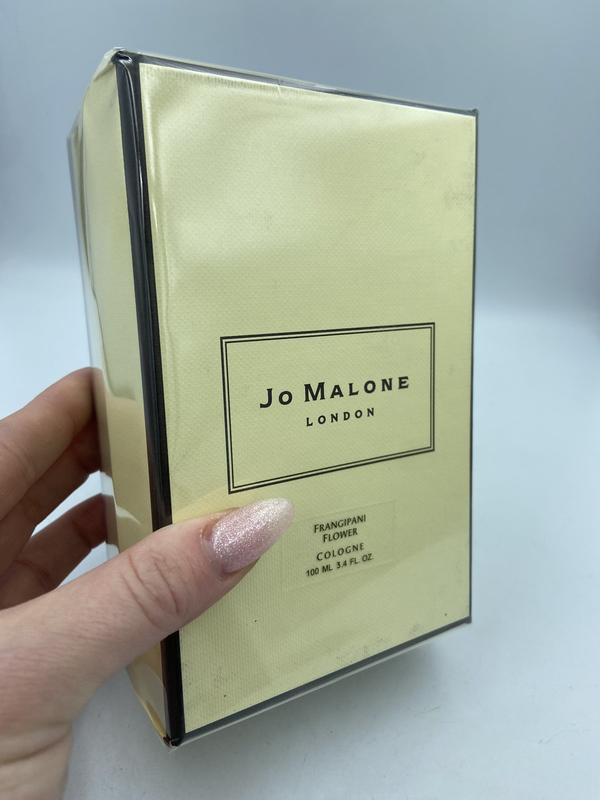 Jo Malone
LONDON
FRANGIPANI
FLOWER
COLOGNE
100 ML 3.4 FL. OZ.